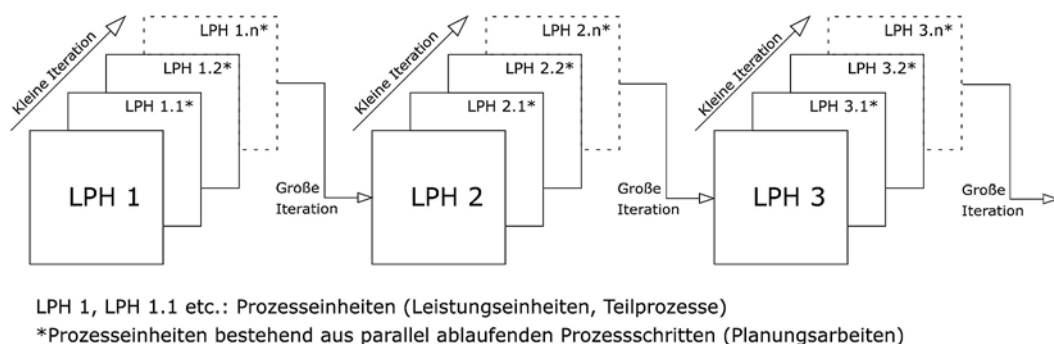 Kleine Iteration
LPH 1.n*
LPH 1.2*
LPH 1.1*
LPH 1
Große
Iteration
Kleine Iteration
LPH 2.n*
LPH 2.2*
LPH 2.1*
LPH 2
Große
Iteration
Kleine Iteration
LPH 3.n*
LPH 3.2*
LPH 3.1*
LPH 3
Große
Iteration
LPH 1, LPH 1.1 etc.: Prozesseinheiten (Leistungseinheiten, Teilprozesse)
*Prozesseinheiten bestehend aus parallel ablaufenden Prozessschritten (Planungsarbeiten)